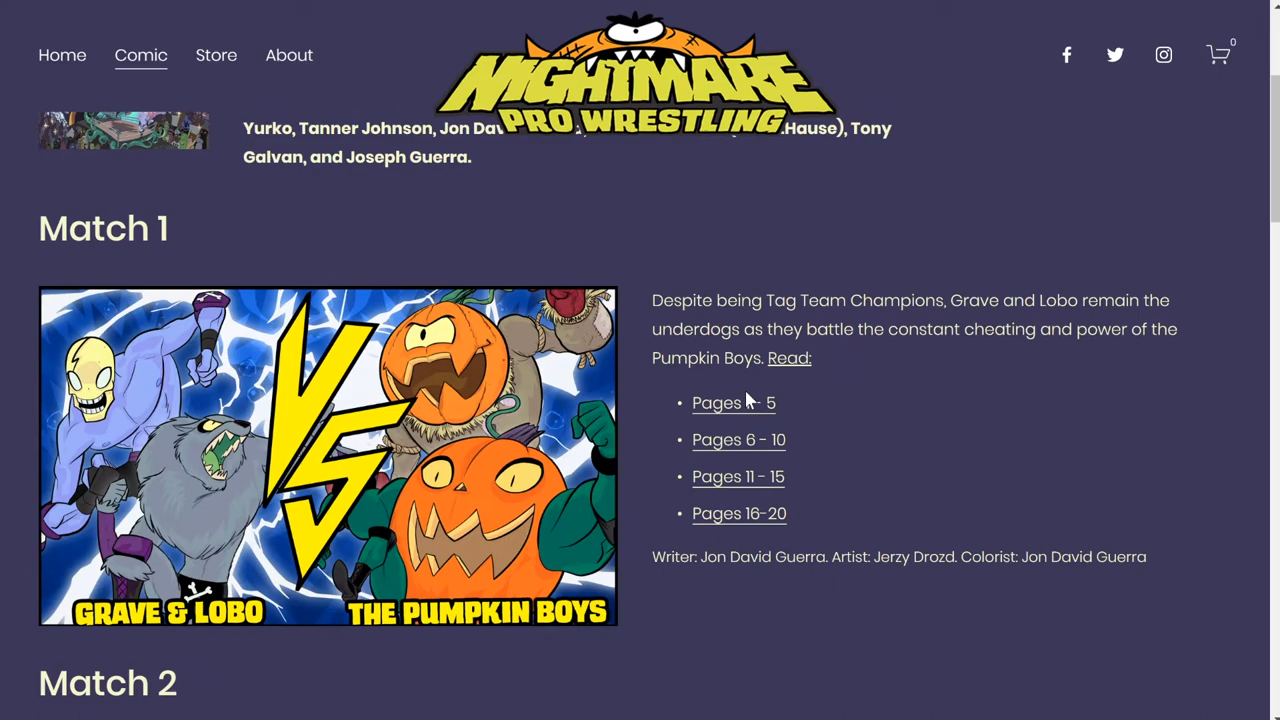 Home Comic Store About
NIGHTMARE
PRO WRESTLING
0
Yurko, Tanner Johnson, Jon Hause), Tony
Galvan, and Joseph Guerra.
Match 1
Despite being Tag Team Champions, Grave and Lobo remain the
underdogs as they battle the constant cheating and power of the
Pumpkin Boys. Read:
• Pages - 5
• Pages 6 - 10
• Pages 11 - 15
• Pages 16-20
Writer: Jon David Guerra. Artist: Jerzy Drozd. Colorist: Jon David Guerra
VS
GRAVE & LOBO
THE PUMPKIN BOYS
Match 2